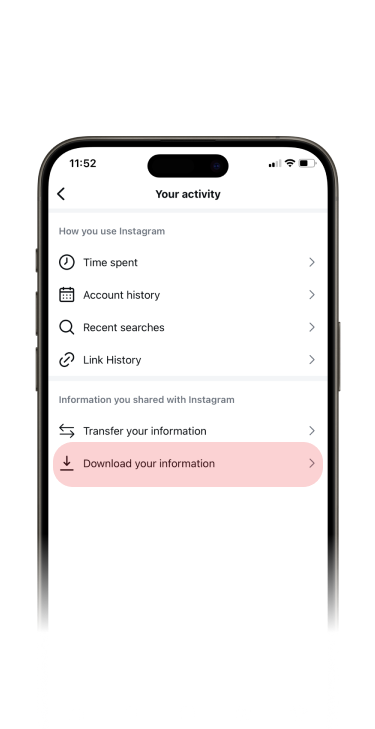 11:52
Your activity
How you use Instagram
Time spent
Account history
Recent searches
Link History
Information you shared with Instagram
Transfer your information
Download your information